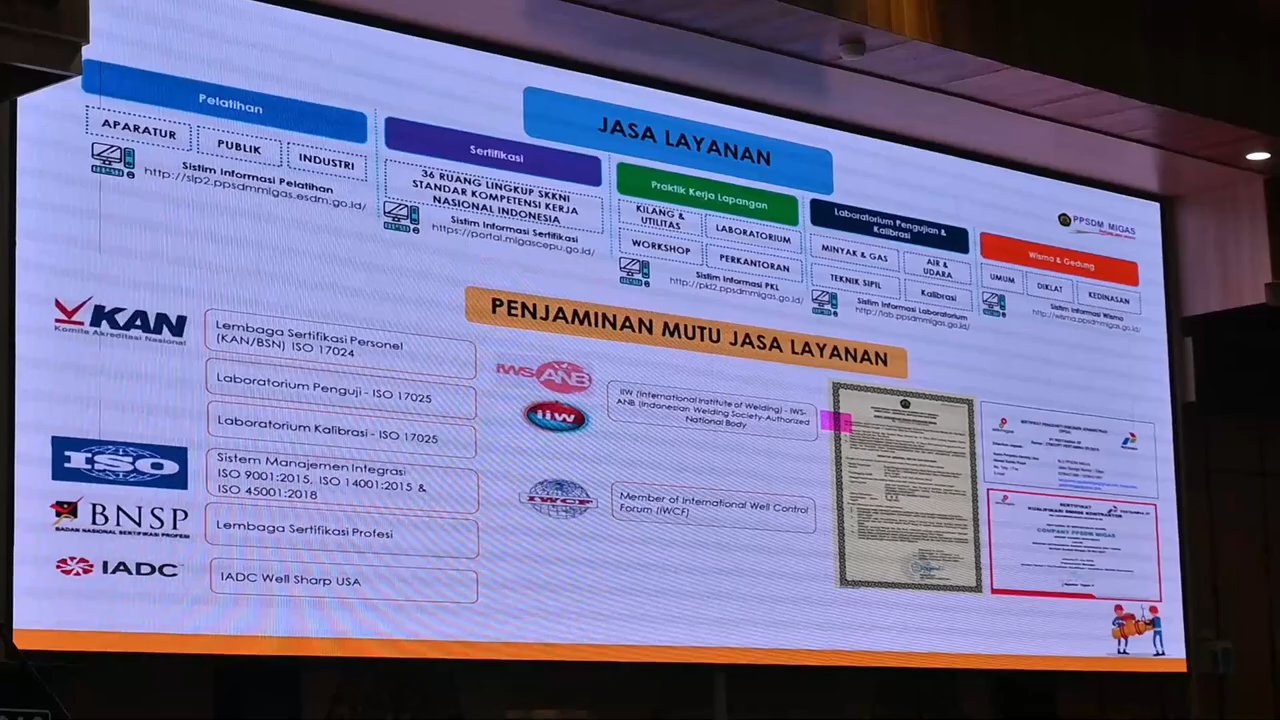 JASA LAYANAN
Pelatihan
APARATUR
PUBLIK
INDUSTRI
Sistim Informasi Pelatihan
http://sip2.ppsdmmigas.esdm.go.id/
Sertifikasi
36 RUANG LINGKUP SKKNI
STANDAR KOMPETENSI KERJA
NASIONAL INDONESIA
Sistim Informasi Sertifikasi
https://portal.migascepu.go.id/
Praktik Kerja Lapangan
KILANG &
UTILITAS
LABORATORIUM
WORKSHOP
PERKANTORAN
Sistim Informasi PKL
http://pkl2.ppsdmmigas.go.id/
Laboratorium Pengujian &
Kalibrasi
MINYAK & GAS
AIR &
UDARA
TEKNIK SIPIL
Kalibrasi
Sistim Informasi Laboratorium
http://lab.ppsdmmigas.go.id/
PPSDM MIGAS
Wisma & Gedung
UMUM
DIKLAT
KEDINASAN
Sistim Informasi Wisma
http://wisma.ppsdmmigas.go.id/
PENJAMINAN MUTU JASA LAYANAN
KAN
Komite Akreditasi Nasional
Lembaga Sertifikasi Personel
(KAN/BSN) ISO 17024
Laboratorium Penguji - ISO 17025
Laboratorium Kalibrasi - ISO 17025
ISO
Sistem Manajemen Integrasi
ISO 9001:2015, ISO 14001:2015 &
ISO 45001:2018
BNSP
BADAN NASIONAL SERTIFIKASI PROFESI
Lembaga Sertifikasi Profesi
IADC
IADC Well Sharp USA
IWS ANB
iiw
IIW (International Institute of Welding) - IWS-
ANB (Indonesian Welding Society-Authorized
National Body
IWCF
Member of International Well Control
Forum (IWCF)
SERTIFIKAT
KUALIFIKASI BISNIS KONTRAKTOR
COMPANY PPSDM MIGAS